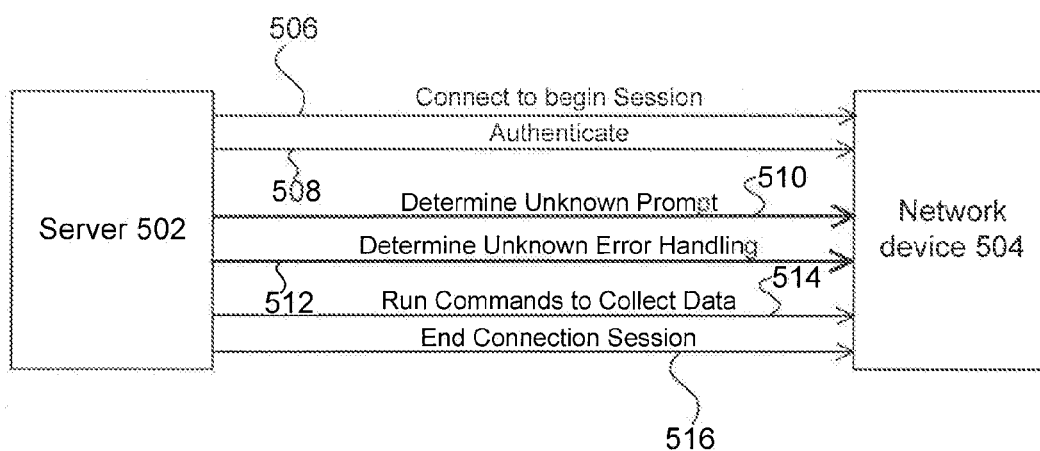 506
Connect to begin Session
Authenticate
508
510
Determine Unknown Prompt
Server 502
Network
device 504
Determine Unknown Error Handling
512
514
Run Commands to Collect Data
End Connection Session
516